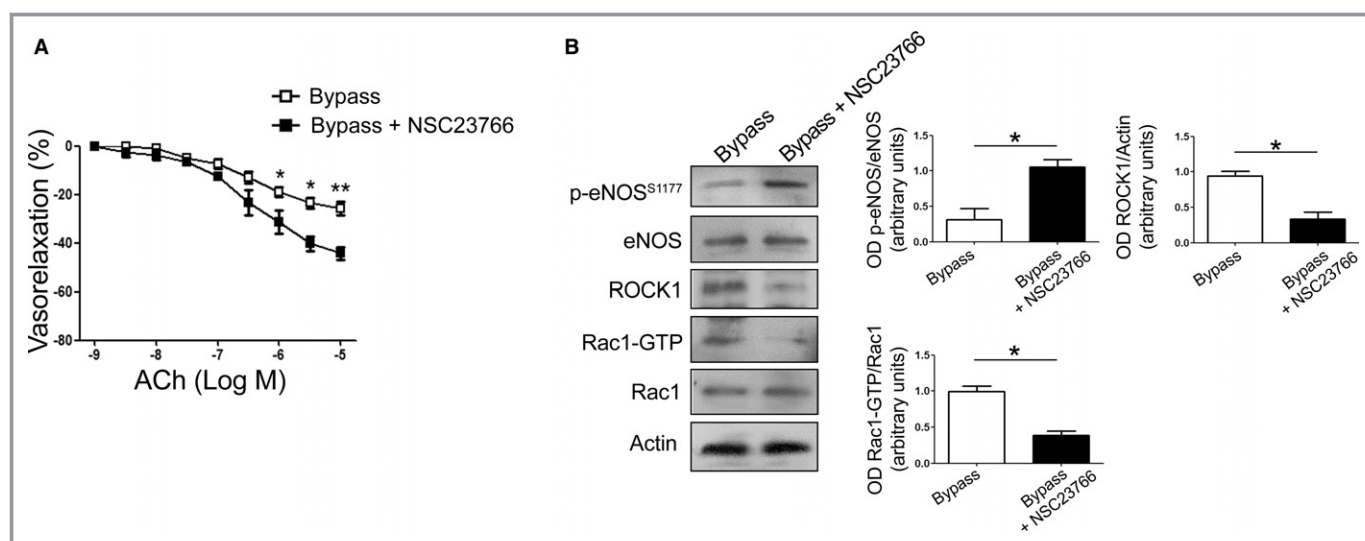 A
Bypass
Bypass + NSC23766
Vasorelaxation (%)
0
-20
-40
-60
-80
* * **
-9 -8 -7 -6 -5
ACh (Log M)
B
Bypass
Bypass + NSC23766
p-eNOS^S1177
eNOS
ROCK1
Rac1-GTP
Rac1
Actin
OD p-eNOS/eNOS
(arbitrary units)
1.5
1.0
0.5
0.0
*
Bypass
Bypass
+ NSC23766
OD ROCK1/Actin
(arbitrary units)
1.5
1.0
0.5
0.0
*
Bypass
Bypass
+ NSC23766
OD Rac1-GTP/Rac1
(arbitrary units)
1.5
1.0
0.5
0.0
*
Bypass
Bypass
+ NSC23766